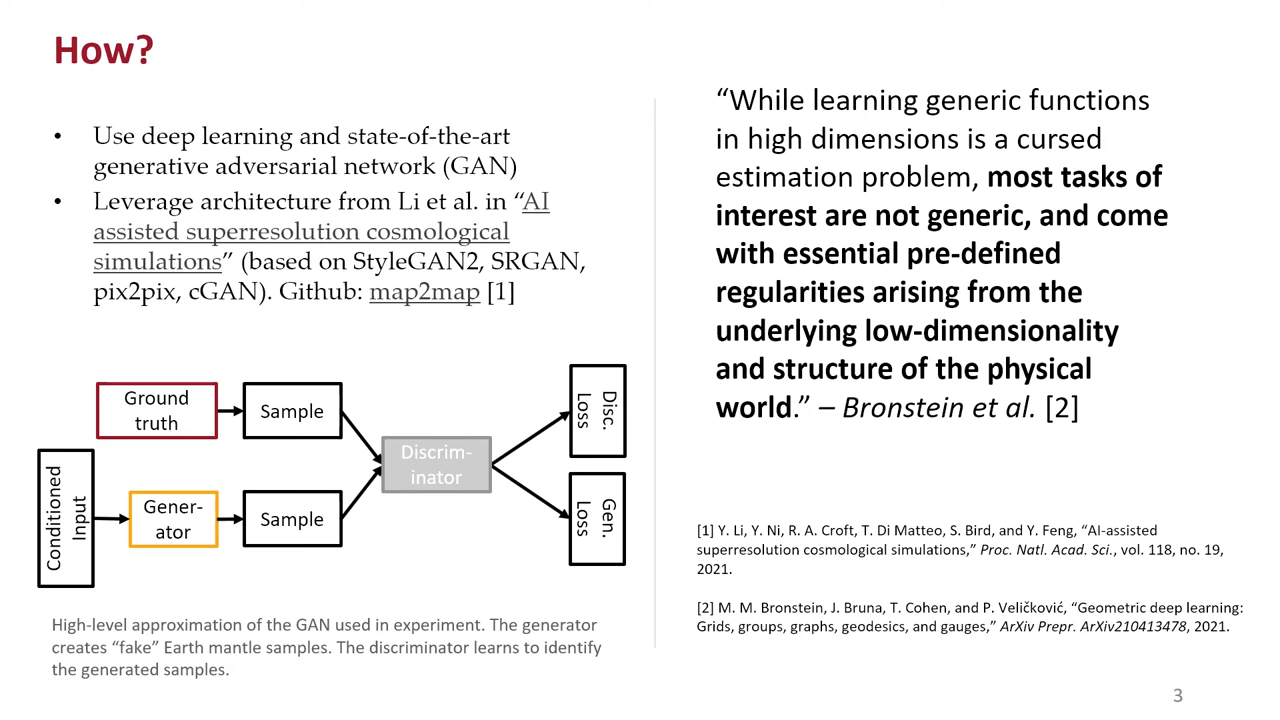 How?
• Use deep learning and state-of-the-art
generative adversarial network (GAN)
• Leverage architecture from Li et al. in “AI
assisted superresolution cosmological
simulations” (based on StyleGAN2, SRGAN,
pix2pix, cGAN). Github: map2map [1]
Ground
truth
Sample
Conditioned
Input
Gener-
ator
Sample
Discrim-
inator
Disc.
Loss
Gen.
Loss
High-level approximation of the GAN used in experiment. The generator
creates “fake” Earth mantle samples. The discriminator learns to identify
the generated samples.
“While learning generic functions
in high dimensions is a cursed
estimation problem, most tasks of
interest are not generic, and come
with essential pre-defined
regularities arising from the
underlying low-dimensionality
and structure of the physical
world.” – Bronstein et al. [2]
[1] Y. Li, Y. Ni, R. A. Croft, T. Di Matteo, S. Bird, and Y. Feng, “AI-assisted
superresolution cosmological simulations,” Proc. Natl. Acad. Sci., vol. 118, no. 19,
2021.
[2] M. M. Bronstein, J. Bruna, T. Cohen, and P. Veličković, “Geometric deep learning:
Grids, groups, graphs, geodesics, and gauges,” ArXiv Prepr. ArXiv210413478, 2021.
3